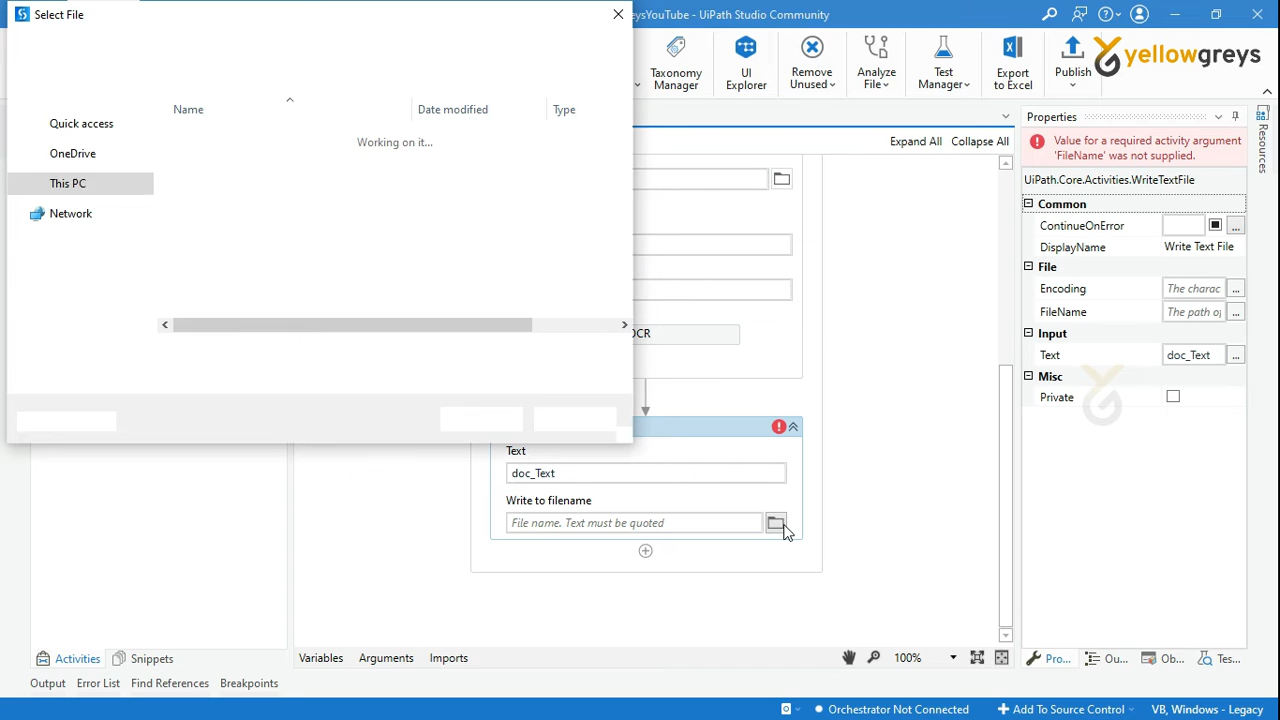 Select File
eysYouTube - UiPath Studio Community
Taxonomy Manager
UI Explorer
Remove Unused
Analyze File
Test Manager
Export to Excel
Publish
yellowgreys
Name
Date modified
Type
Quick access
Working on it...
OneDrive
This PC
Network
Expand All
Collapse All
Properties
Value for a required activity argument
'FileName' was not supplied.
UiPath.Core.Activities.WriteTextFile
Common
ContinueOnError
...
DisplayName
Write Text File
File
Encoding
The charac
...
FileName
The path o
...
Input
Text
doc_Text
...
Misc
Private
Resources
OCR
Text
doc_Text
Write to filename
File name. Text must be quoted
Activities
Snippets
Variables
Arguments
Imports
100%
Pro...
Ou...
Ob...
Tes...
Output
Error List
Find References
Breakpoints
Orchestrator Not Connected
Add To Source Control
VB, Windows - Legacy